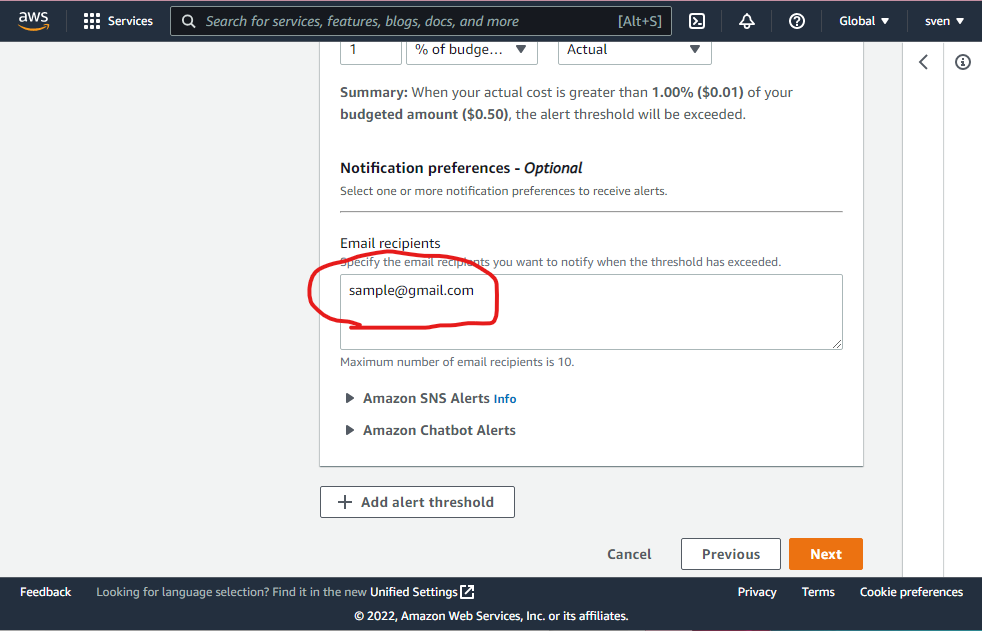 aws Services Search for services, features, blogs, docs, and more [Alt+S] Global sven
1 % of budge... Actual
Summary: When your actual cost is greater than 1.00% ($0.01) of your
budgeted amount ($0.50), the alert threshold will be exceeded.
Notification preferences - Optional
Select one or more notification preferences to receive alerts.
Email recipients
Specify the email recipients you want to notify when the threshold has exceeded.
sample@gmail.com
Maximum number of email recipients is 10.
Amazon SNS Alerts Info
Amazon Chatbot Alerts
Add alert threshold
Cancel Previous Next
Feedback Looking for language selection? Find it in the new Unified Settings Privacy Terms Cookie preferences
© 2022, Amazon Web Services, Inc. or its affiliates.